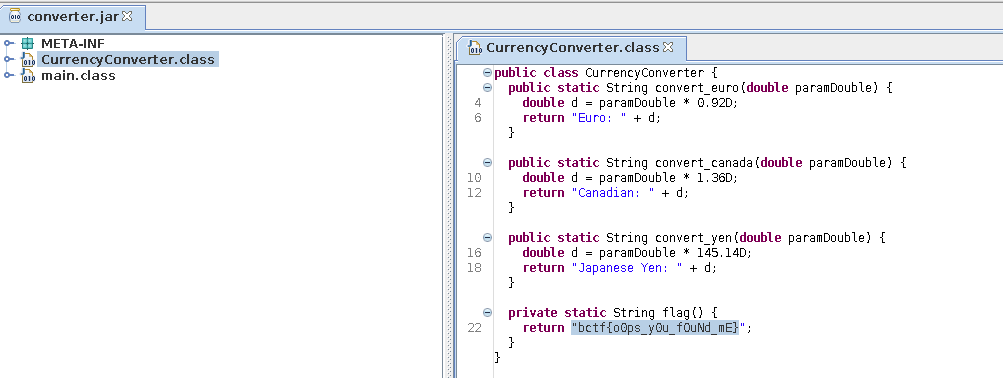 converter.jar
META-INF
CurrencyConverter.class
main.class
CurrencyConverter.class
public class CurrencyConverter {
public static String convert_euro(double paramDouble) {
4 double d = paramDouble * 0.92D;
6 return "Euro: " + d;
}
public static String convert_canada(double paramDouble) {
10 double d = paramDouble * 1.36D;
12 return "Canadian: " + d;
}
public static String convert_yen(double paramDouble) {
16 double d = paramDouble * 145.14D;
18 return "Japanese Yen: " + d;
}
private static String flag() {
22 return "bctf{o0ps_y0u_fOuNd_mE}";
}
}